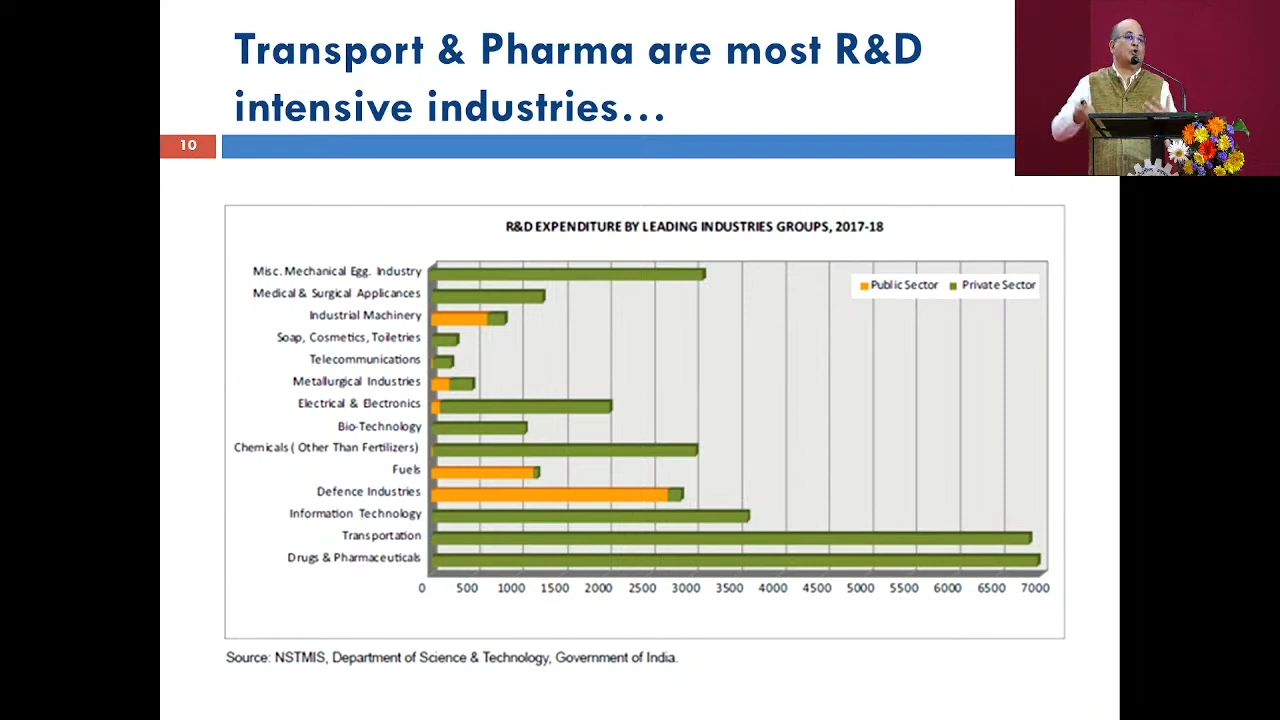 Transport & Pharma are most R&D
intensive industries...
10
R&D EXPENDITURE BY LEADING INDUSTRIES GROUPS, 2017-18
Public Sector
Private Sector
Misc. Mechanical Egg. Industry
Medical & Surgical Applicances
Industrial Machinery
Soap, Cosmetics, Toiletries
Telecommunications
Metallurgical Industries
Electrical & Electronics
Bio-Technology
Chemicals ( Other Than Fertilizers)
Fuels
Defence Industries
Information Technology
Transportation
Drugs & Pharmaceuticals
0 500 1000 1500 2000 2500 3000 3500 4000 4500 5000 5500 6000 6500 7000
Source: NSTMIS, Department of Science & Technology, Government of India.